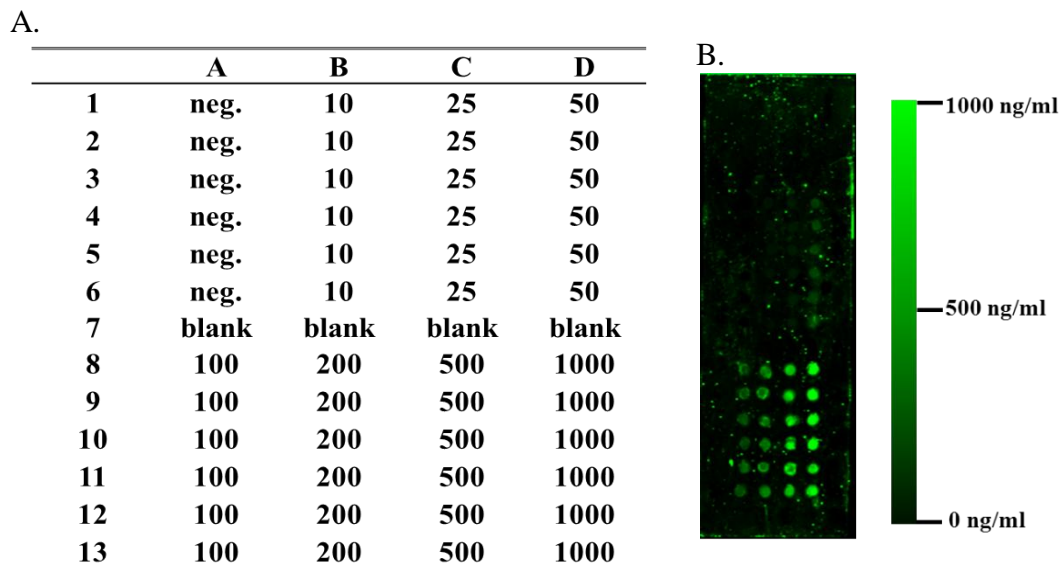 A.
A B C D
1 neg. 10 25 50
2 neg. 10 25 50
3 neg. 10 25 50
4 neg. 10 25 50
5 neg. 10 25 50
6 neg. 10 25 50
7 blank blank blank blank
8 100 200 500 1000
9 100 200 500 1000
10 100 200 500 1000
11 100 200 500 1000
12 100 200 500 1000
13 100 200 500 1000
B.
1000 ng/ml
500 ng/ml
0 ng/ml